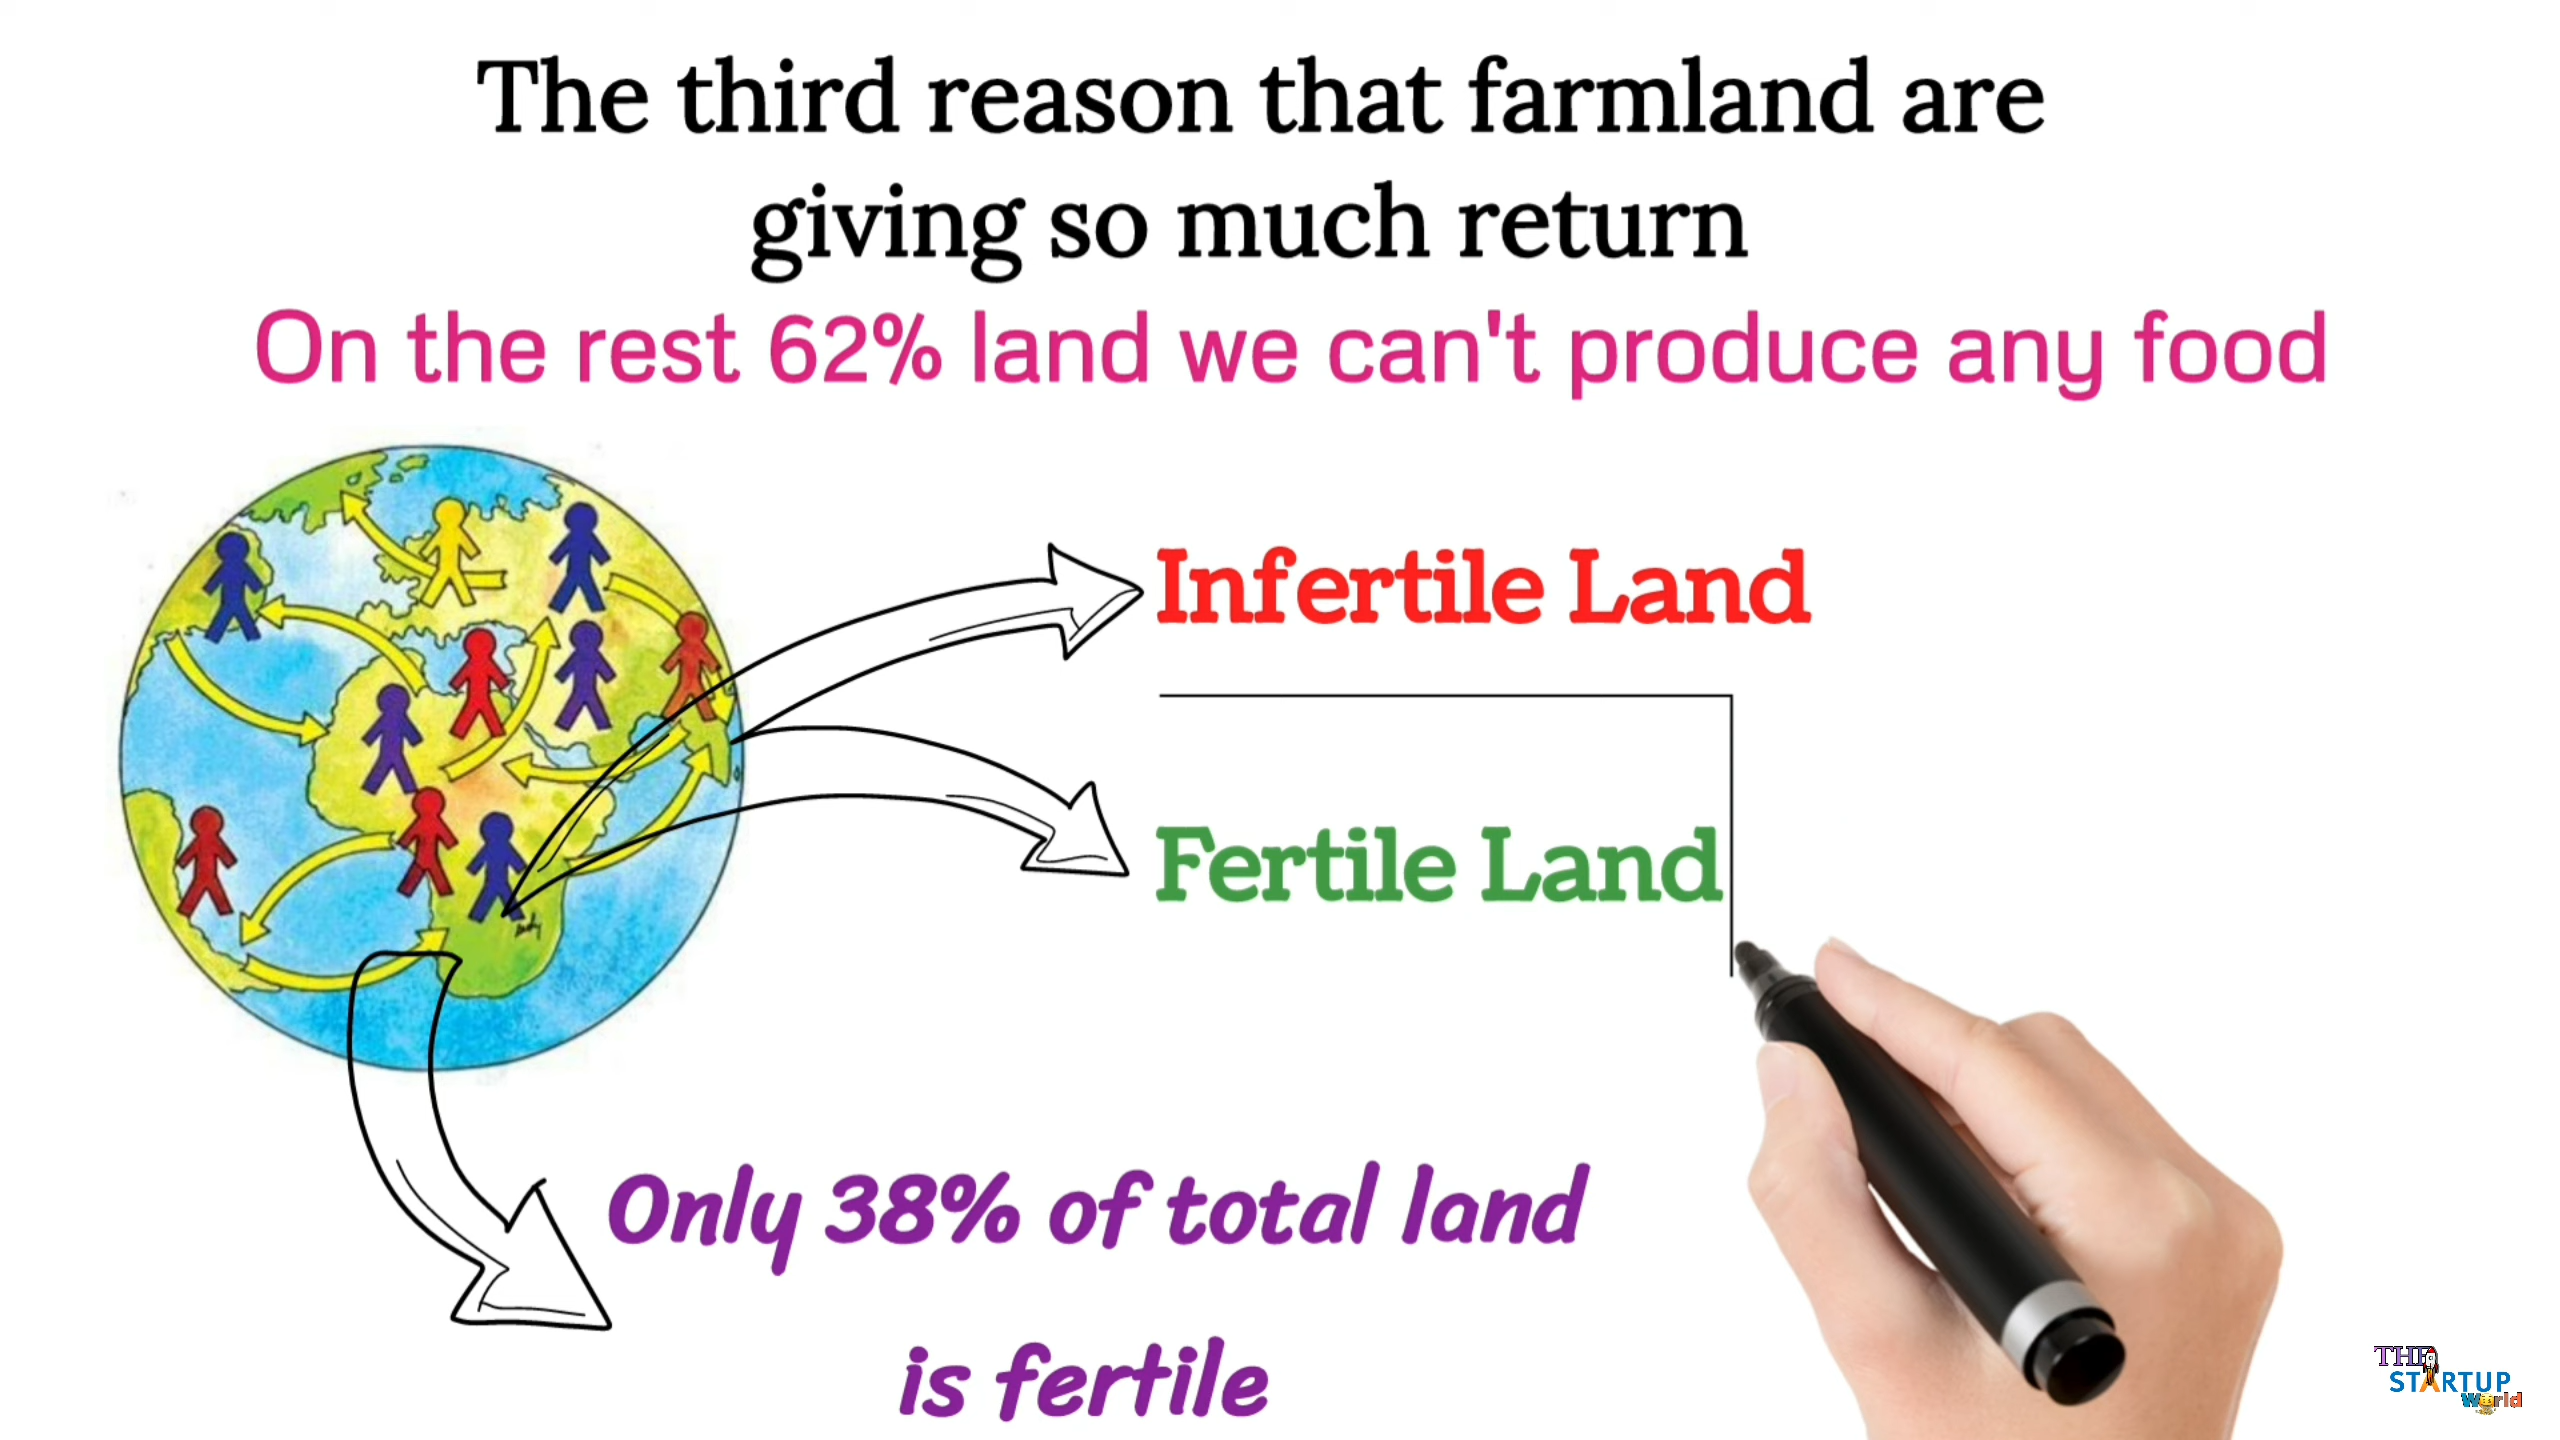 The third reason that farmland are
giving so much return
On the rest 62% land we can't produce any food
Infertile Land
Fertile Land
Only 38% of total land
is fertile
THE
STARTUP
World